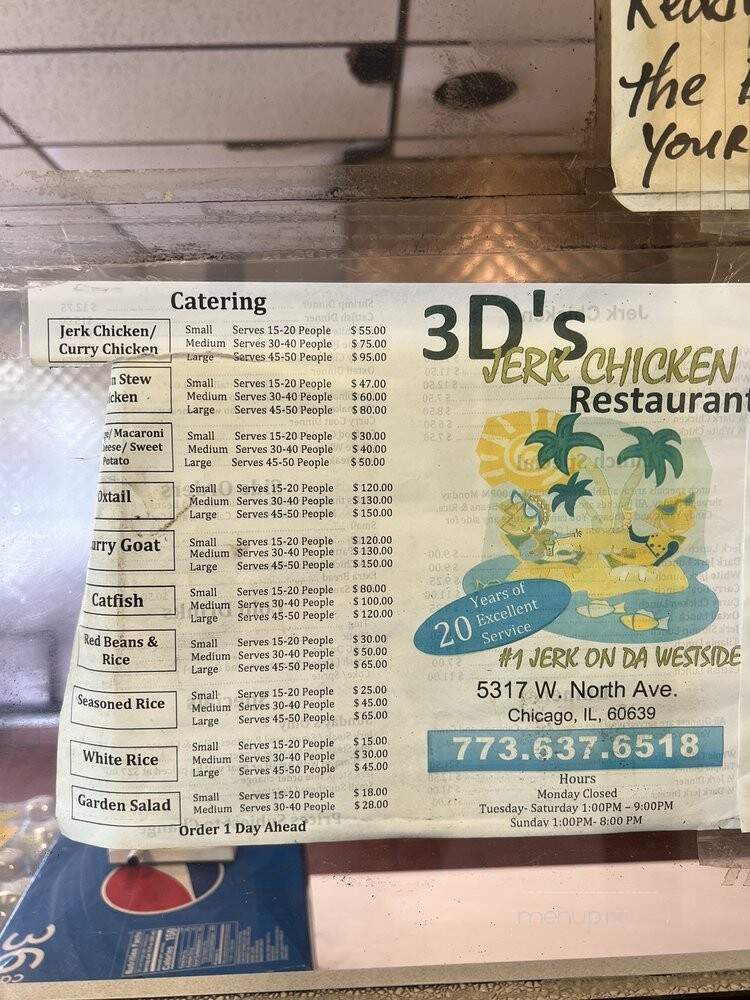 the
YOUR
Catering
Jerk Chicken/
Curry Chicken
Small Serves 15-20 People $ 55.00
Medium Serves 30-40 People $ 75.00
Large Serves 45-50 People $ 95.00
n Stew
cken
Small Serves 15-20 People $ 47.00
Medium Serves 30-40 People $ 60.00
Large Serves 45-50 People $ 80.00
/ Macaroni
eese/ Sweet
Potato
Small Serves 15-20 People $ 30.00
Medium Serves 30-40 People $ 40.00
Large Serves 45-50 People $ 50.00
Oxtail
Small Serves 15-20 People $ 120.00
Medium Serves 30-40 People $ 130.00
Large Serves 45-50 People $ 150.00
urry Goat
Small Serves 15-20 People $ 120.00
Medium Serves 30-40 People $ 130.00
Large Serves 45-50 People $ 150.00
Catfish
Small Serves 15-20 People $ 80.00
Medium Serves 30-40 People $ 100.00
Large Serves 45-50 People $ 120.00
Red Beans &
Rice
Small Serves 15-20 People $ 30.00
Medium Serves 30-40 People $ 50.00
Large Serves 45-50 People $ 65.00
Seasoned Rice
Small Serves 15-20 People $ 25.00
Medium Serves 30-40 People $ 45.00
Large Serves 45-50 People $ 65.00
White Rice
Small Serves 15-20 People $ 15.00
Medium Serves 30-40 People $ 30.00
Large Serves 45-50 People $ 45.00
Garden Salad
Small Serves 15-20 People $ 18.00
Medium Serves 30-40 People $ 28.00
Order 1 Day Ahead
3D's
JERK CHICKEN
Restaurant
20 Years of
Excellent
Service
#1 JERK ON DA WESTSIDE
5317 W. North Ave.
Chicago, IL, 60639
773.637.6518
Hours
Monday Closed
Tuesday- Saturday 1:00PM – 9:00PM
Sunday 1:00PM- 8:00 PM
36
menupix